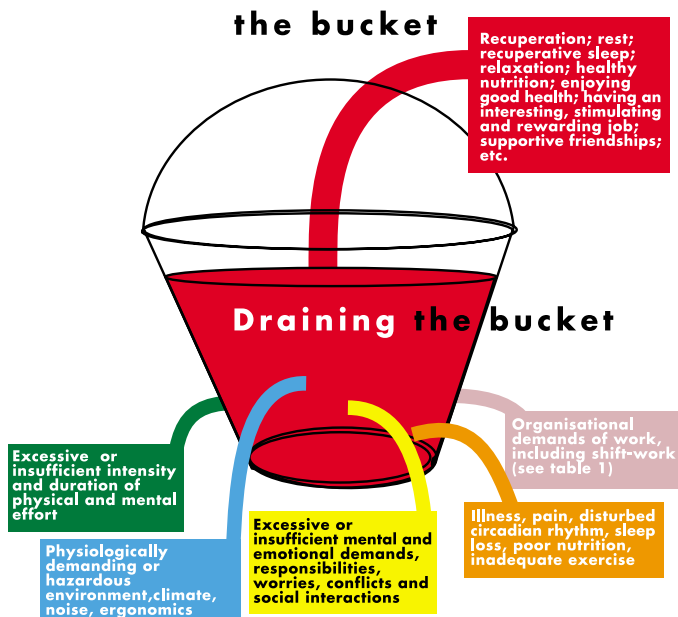 the bucket
Recuperation; rest;
recuperative sleep;
relaxation; healthy
nutrition; enjoying
good health; having an
interesting, stimulating
and rewarding job;
supportive friendships;
etc.
Draining the bucket
Organisational
demands of work,
including shift-work
(see table 1)
Excessive or
insufficient intensity
and duration of
physical and mental
effort
Illness, pain, disturbed
circadian rhythm, sleep
loss, poor nutrition,
inadequate exercise
Excessive or
insufficient mental and
emotional demands,
responsibilities,
worries, conflicts and
social interactions
Physiologically
demanding or
hazardous
environment,climate,
noise, ergonomics